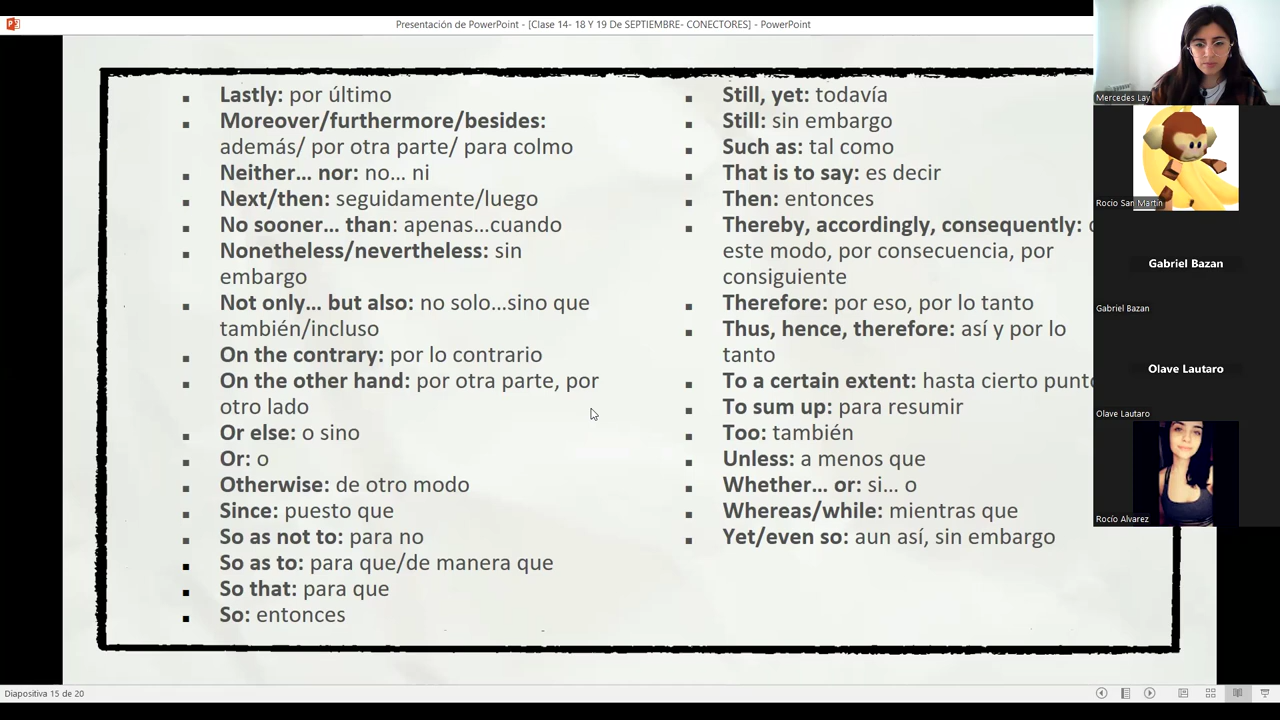 Presentación de PowerPoint - [Clase 14- 18 Y 19 De SEPTIEMBRE- CONECTORES] - PowerPoint
Lastly: por último
Moreover/furthermore/besides:
además/ por otra parte/ para colmo
Neither… nor: no… ni
Next/then: seguidamente/luego
No sooner… than: apenas…cuando
Nonetheless/nevertheless: sin
embargo
Not only… but also: no solo…sino que
también/incluso
On the contrary: por lo contrario
On the other hand: por otra parte, por
otro lado
Or else: o sino
Or: o
Otherwise: de otro modo
Since: puesto que
So as not to: para no
So as to: para que/de manera que
So that: para que
So: entonces
Still, yet: todavía
Still: sin embargo
Such as: tal como
That is to say: es decir
Then: entonces
Thereby, accordingly, consequently:
este modo, por consecuencia, por
consiguiente
Therefore: por eso, por lo tanto
Thus, hence, therefore: así y por lo
tanto
To a certain extent: hasta cierto punto
To sum up: para resumir
Too: también
Unless: a menos que
Whether… or: si… o
Whereas/while: mientras que
Yet/even so: aun así, sin embargo
Mercedes Lay
Rocio San Martin
Gabriel Bazan
Gabriel Bazan
Olave Lautaro
Olave Lautaro
Rocío Alvarez
Diapositiva 15 de 20